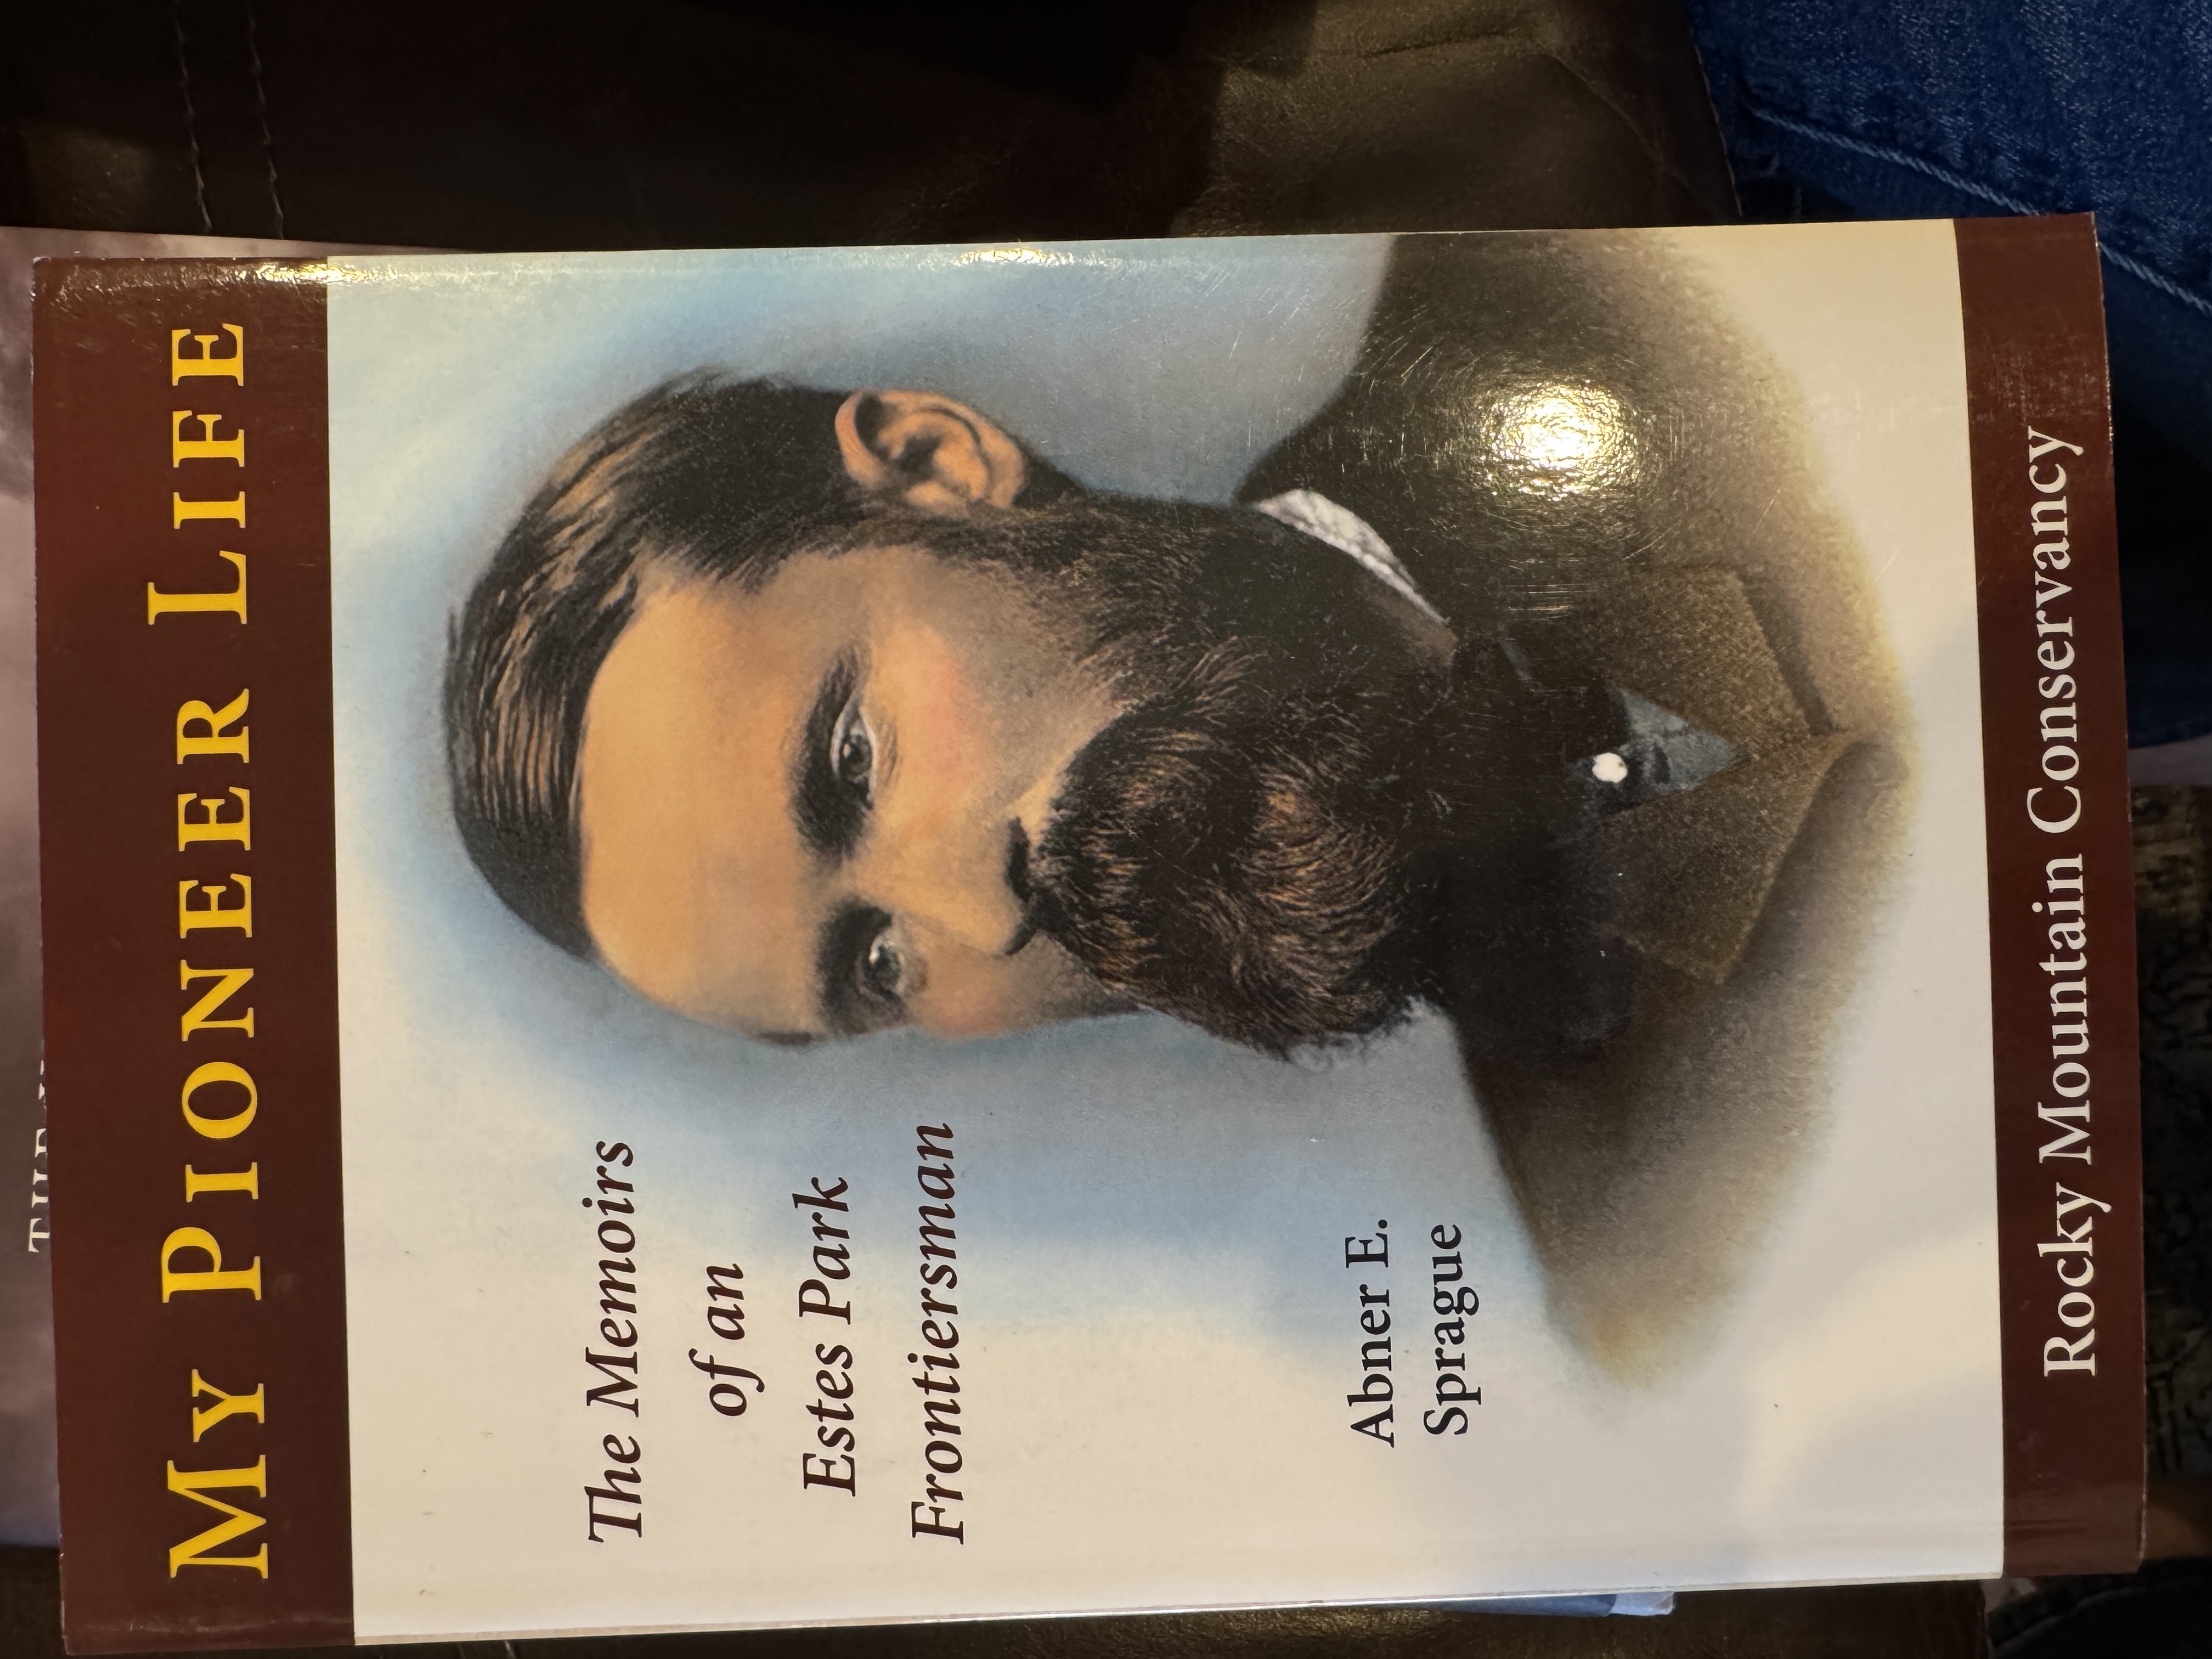 MY PIONEER LIFE
The Memoirs
of an
Estes Park
Frontiersman
Abner E.
Sprague
Rocky Mountain Conservancy